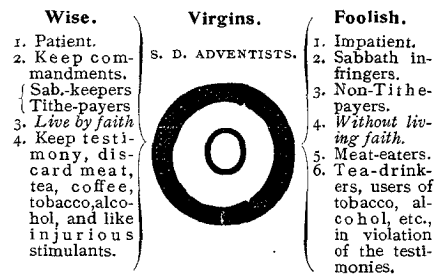 Wise.
1. Patient.
2. Keep com-
mandments.
Sab.-keepers
Tithe-payers
3. Live by faith
4. Keep testi-
mony, dis-
card meat,
tea, coffee,
tobacco,alco-
hol, and like
injurious
stimulants.
Virgins.
S. D. ADVENTISTS.
Foolish.
1. Impatient.
2. Sabbath in-
fringers.
3. Non-Tithe-
payers.
4. Without liv-
ing faith.
5. Meat-eaters.
6. Tea-drink-
ers, users of
tobacco, al-
cohol, etc.,
in violation
of the testi-
monies.